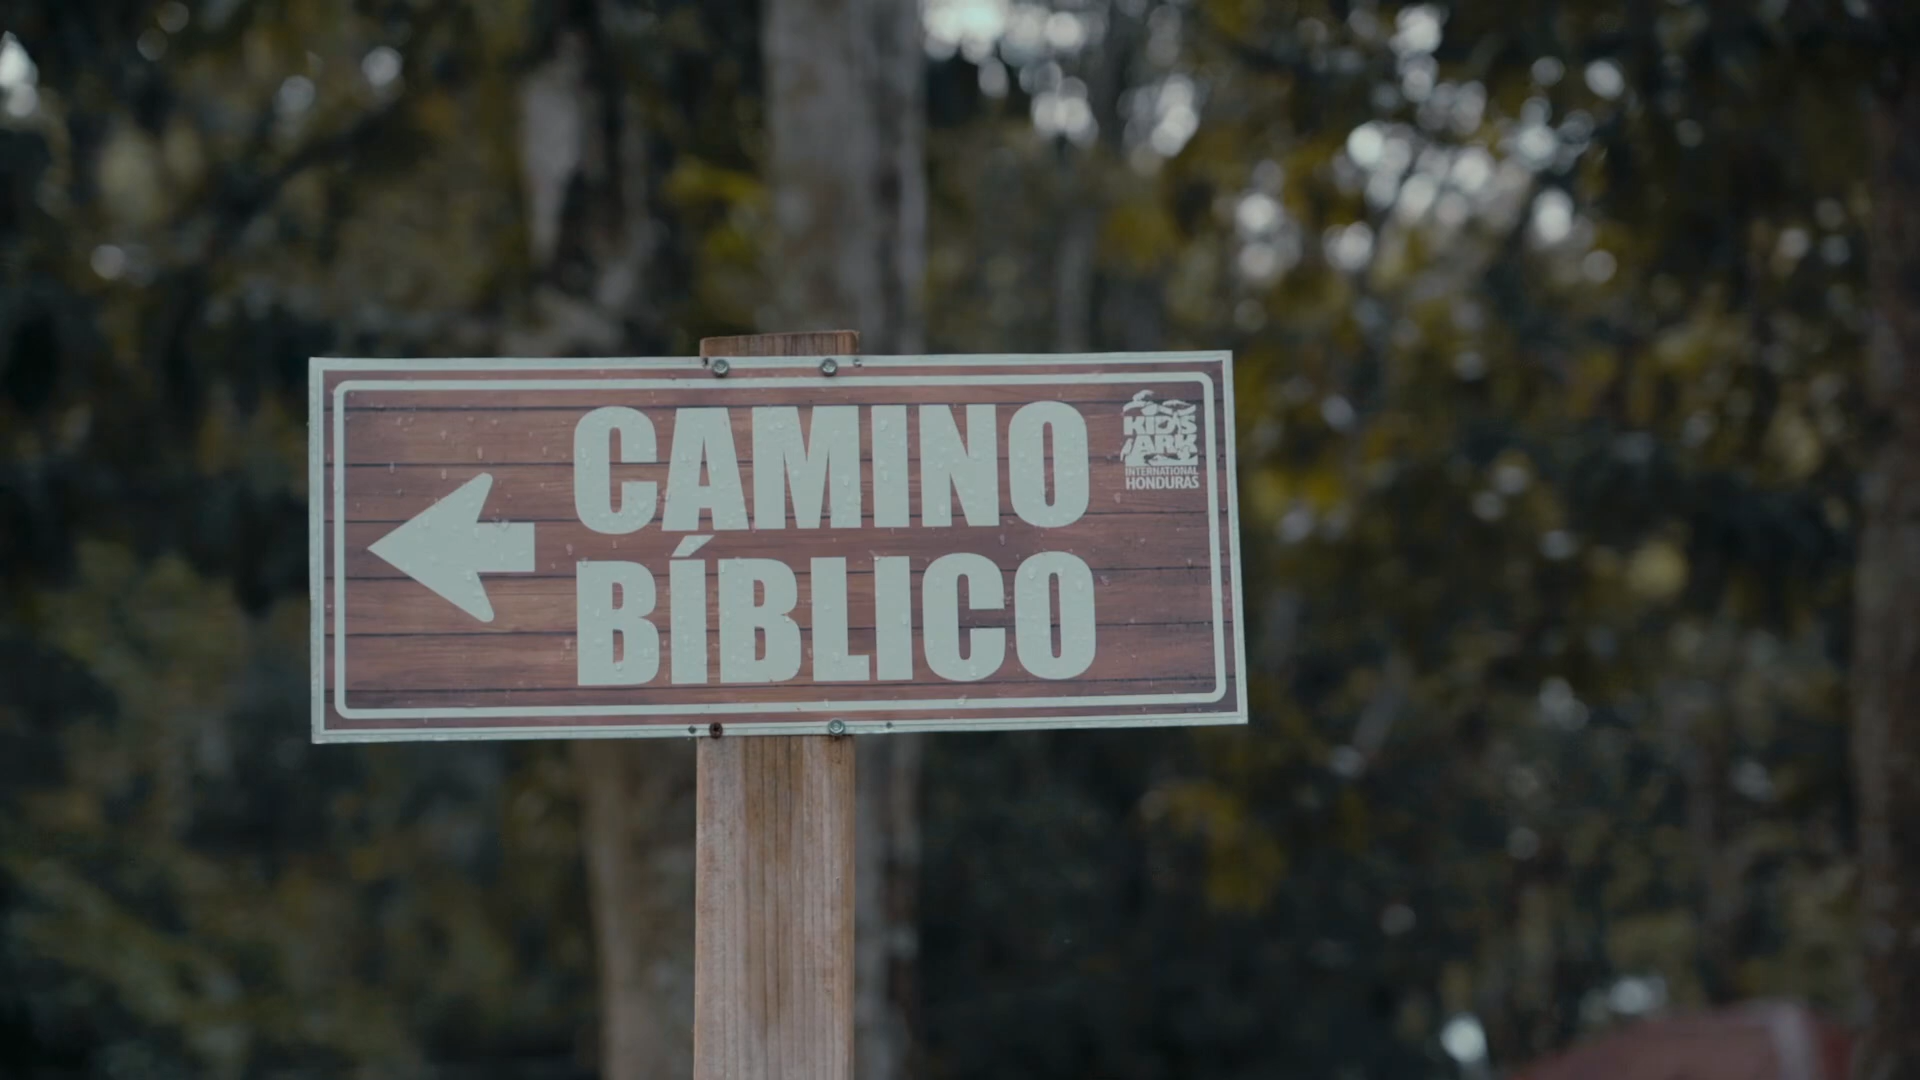 CAMINO
BÍBLICO
KIDS
ARK
INTERNATIONAL
HONDURAS